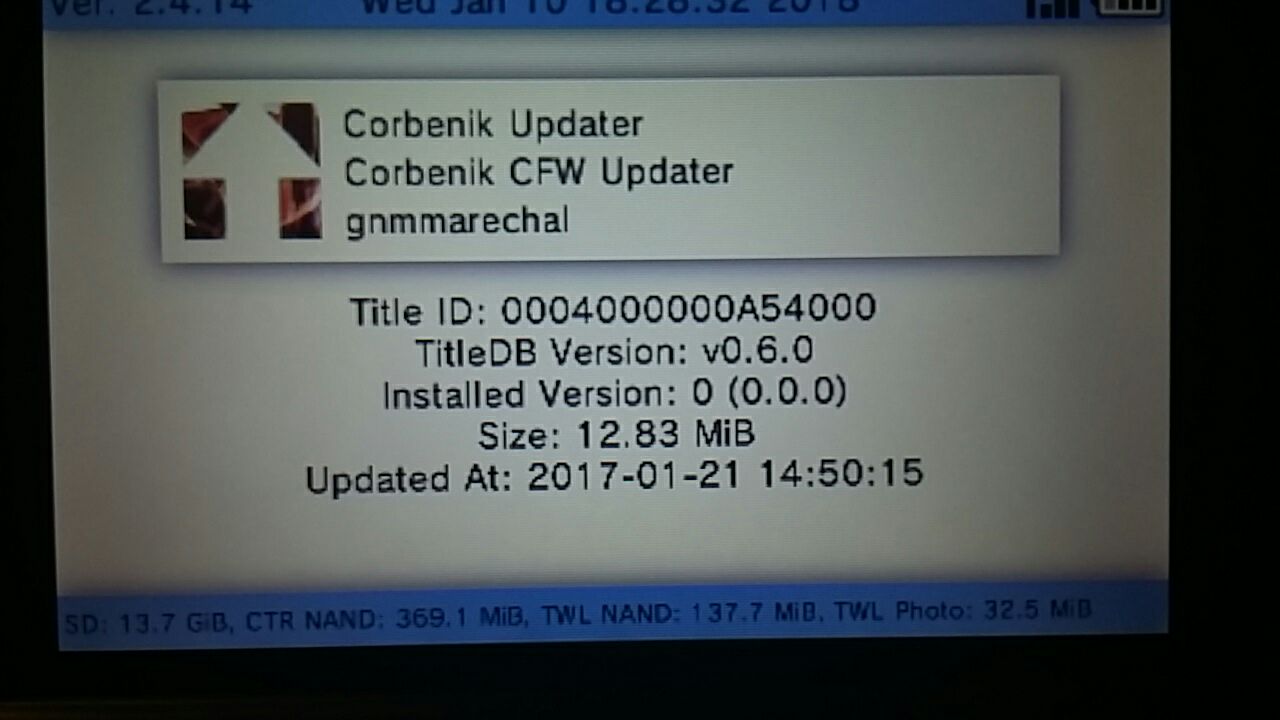 Ver: 2.4.14 Wed Jan 10 18:28:32 2018
Corbenik Updater
Corbenik CFW Updater
gnmmarechal
Title ID: 0004000000A54000
TitleDB Version: v0.6.0
Installed Version: 0 (0.0.0)
Size: 12.83 MiB
Updated At: 2017-01-21 14:50:15
SD: 13.7 GiB, CTR NAND: 369.1 MiB, TWL NAND: 137.7 MiB, TWL Photo: 32.5 MiB